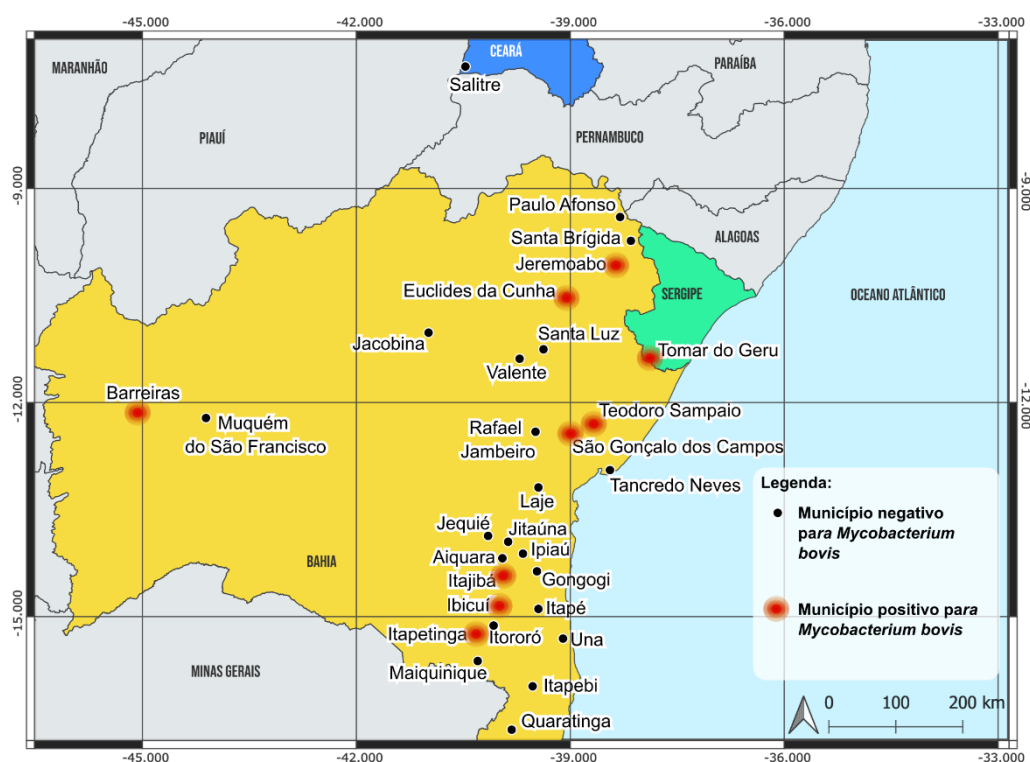 -45.000
-42.000
-39.000
-36.000
-33.000
CEARÁ
MARANHÃO
PARAÍBA
Salitre
PIAUÍ
PERNAMBUCO
-9.000
-9.000
Paulo Afonso
Santa Brígida
ALAGOAS
Jeremoabo
Euclides da Cunha
SERGIPE
OCEANO ATLÂNTICO
Jacobina
Santa Luz
Valente
Tomar do Geru
Barreiras
-12.000
-12.000
Muquém
do São Francisco
Teodoro Sampaio
Rafael
Jambeiro
São Gonçalo dos Campos
Tancredo Neves
Laje
Legenda:
Município negativo
para Mycobacterium
bovis
Município positivo para
Mycobacterium bovis
Jequié
Jitaúna
Ipiaú
Aiquara
BAHIA
Itajibá
Gongogi
Ibicuí
Itapé
-15.000
-15.000
Itapetinga
Itororó
Una
Maiquinique
MINAS GERAIS
Itapebi
Quaratinga
0
100
200 km
-45.000
-42.000
-39.000
-36.000
-33.000